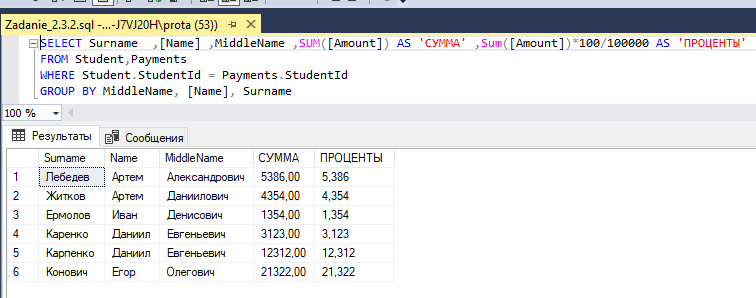 Zadanie_2.3.2.sql -...-J7VJ20H\prota (53))
SELECT Surname ,[Name] ,MiddleName ,SUM([Amount]) AS 'СУММА' ,Sum([Amount])*100/100000 AS 'ПРОЦЕНТЫ'
FROM Student,Payments
WHERE Student.StudentId = Payments.StudentId
GROUP BY MiddleName, [Name], Surname
100 %
Результаты Сообщения
Surname Name MiddleName СУММА ПРОЦЕНТЫ
1 Лебедев Артем Александрович 5386,00 5,386
2 Житков Артем Даниилович 4354,00 4,354
3 Ермолов Иван Денисович 1354,00 1,354
4 Каренко Даниил Евгеньевич 3123,00 3,123
5 Карпенко Даниил Евгеньевич 12312,00 12,312
6 Конович Егор Олегович 21322,00 21,322